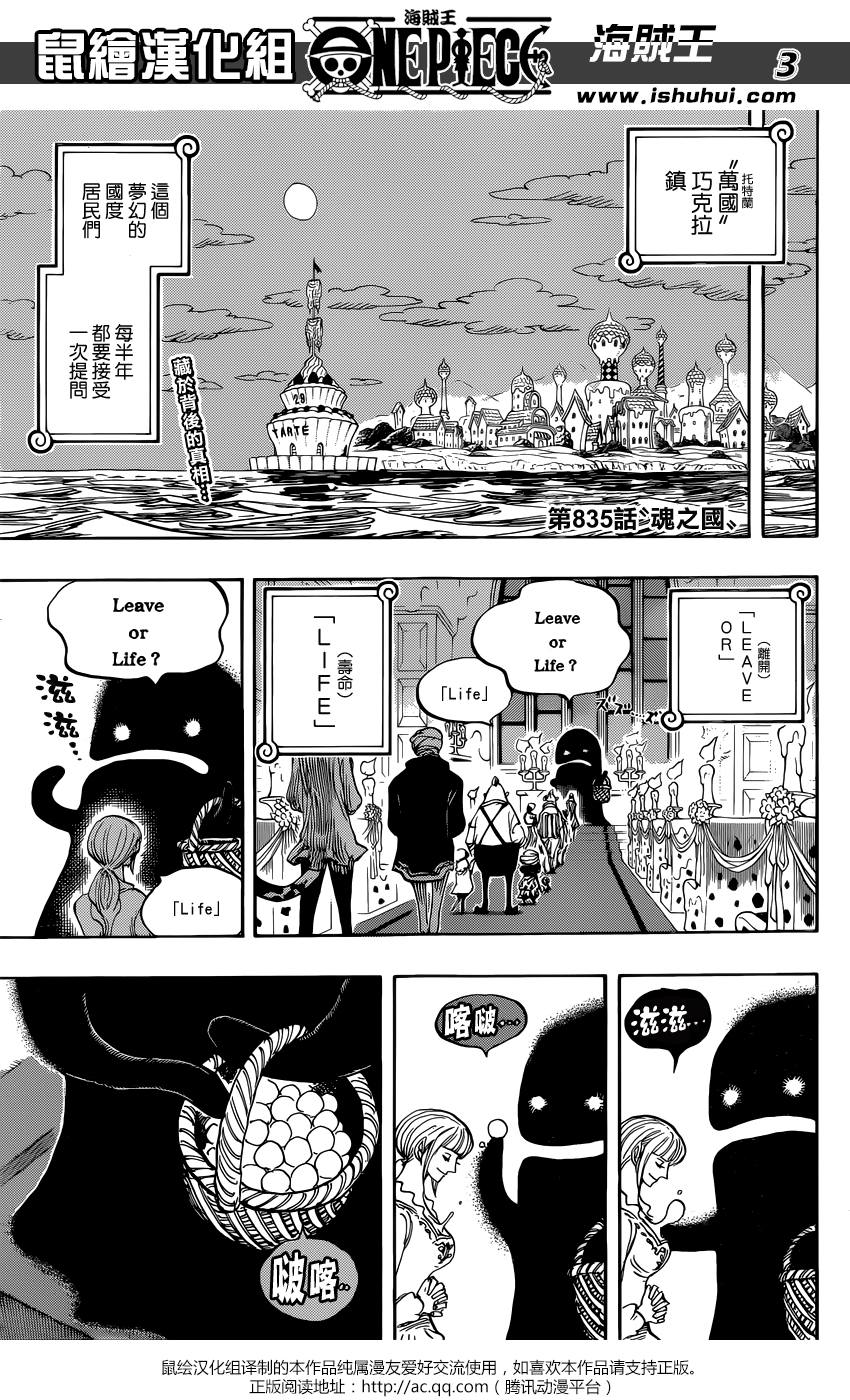 鼠繪漢化組
海賊王
ONE PIECE
海賊王
www.ishuhui.com
3
托特蘭
〝萬國〞
巧克拉
鎮
這個
夢幻的
國度
居民們
每半年
都要接受
一次提問
藏於背後的真相…
29
TARTE
第835話〝魂之國〟
(離開)
「LEAVE
OR」
Leave
or
Life?
ズズ…ズ
「Life」
(壽命)
「LIFE」
Leave
or
Life?
滋
滋…
「Life」
滋滋…
喀啵…
啵喀…
鼠绘汉化组译制的本作品纯属漫友爱好交流使用，如喜欢本作品请支持正版。
正版阅读地址：http://ac.qq.com（腾讯动漫平台）